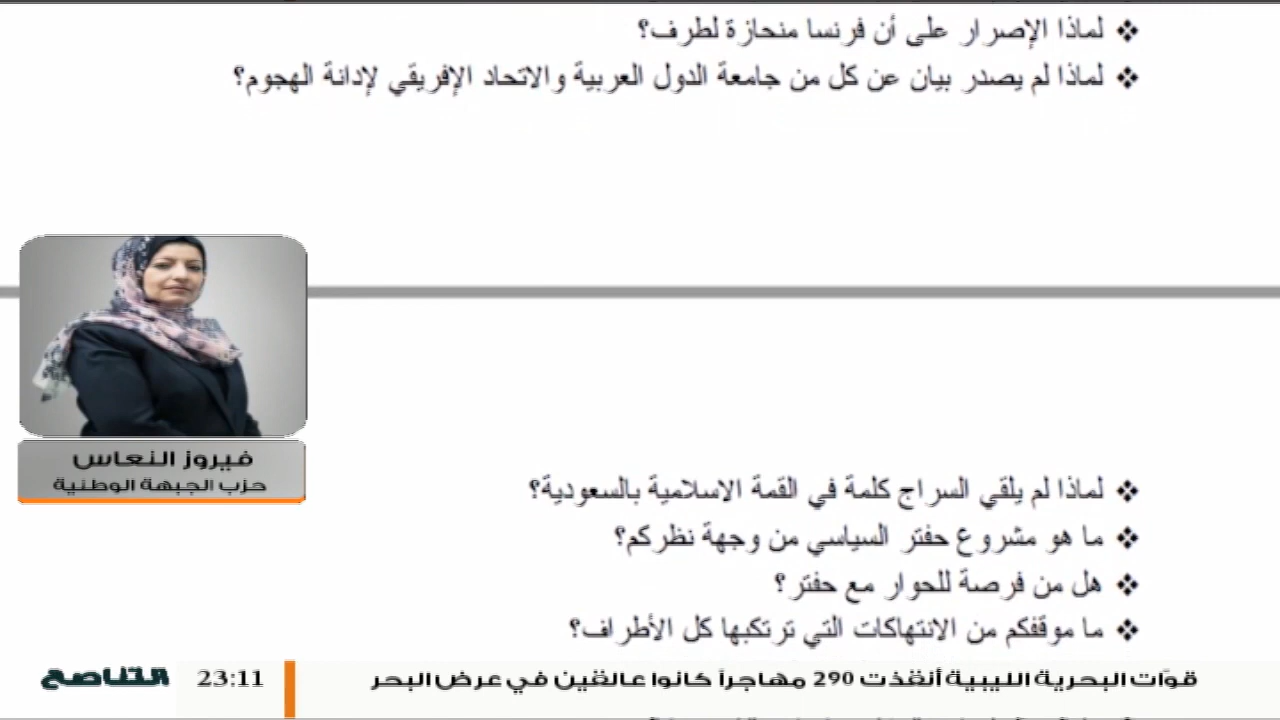 ❖ لماذا الإصرار على أن فرنسا منحازة لطرف؟
❖ لماذا لم يصدر بيان عن كل من جامعة الدول العربية والاتحاد الإفريقي لإدانة الهجوم؟
فيروز النعاس
حزب الجبهة الوطنية
❖ لماذا لم يلقي السراج كلمة في القمة الاسلامية بالسعودية؟
❖ ما هو مشروع حفتر السياسي من وجهة نظركم؟
❖ هل من فرصة للحوار مع حفتر؟
❖ ما موقفكم من الانتهاكات التي ترتكبها كل الأطراف؟
قوّات البحرية الليبية أنقذت 290 مهاجراً كانوا عالقين في عرض البحر
23:11
التناصح